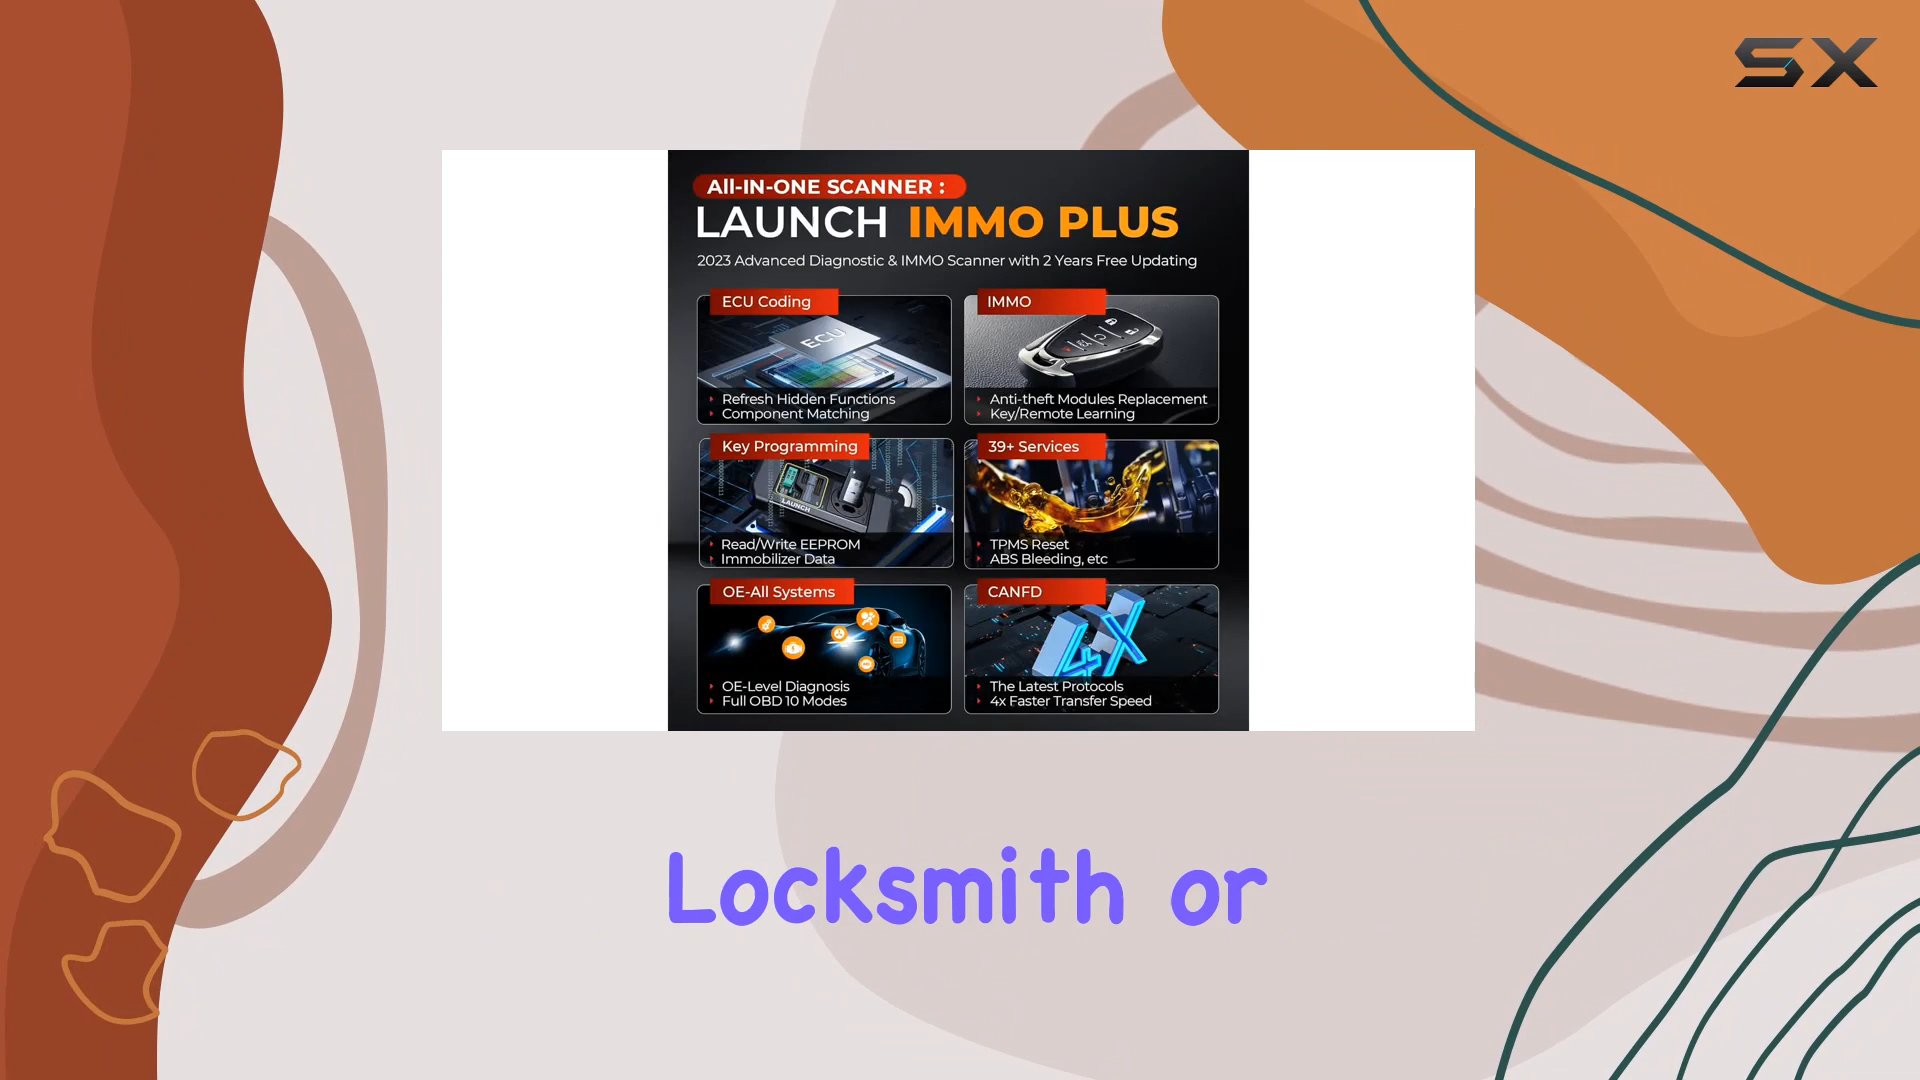 SX
All-IN-ONE SCANNER :
LAUNCH IMMO PLUS
2023 Advanced Diagnostic & IMMO Scanner with 2 Years Free Updating
ECU Coding
ECU
Refresh Hidden Functions
Component Matching
IMMO
Anti-theft Modules Replacement
Key/Remote Learning
Key Programming
LAUNCH
Read/Write EEPROM
Immobilizer Data
39+ Services
TPMS Reset
ABS Bleeding, etc
OE-All Systems
OE-Level Diagnosis
Full OBD 10 Modes
CANFD
4X
The Latest Protocols
4x Faster Transfer Speed
Locksmith or